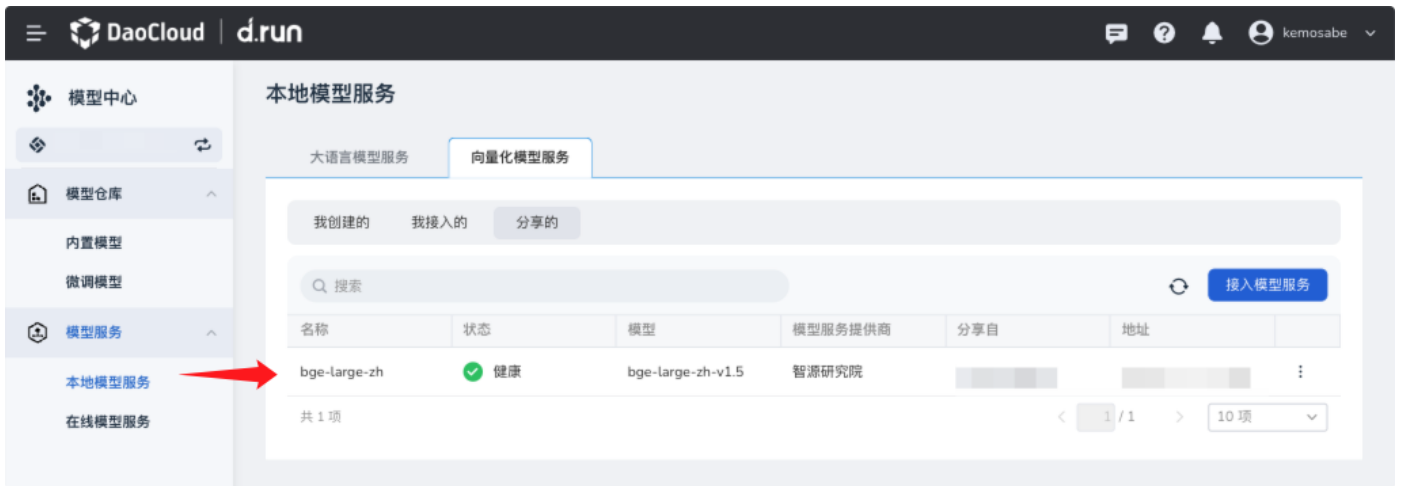 DaoCloud | d.run kemosabe
模型中心
本地模型服务
大语言模型服务 向量化模型服务
模型仓库
我创建的 我接入的 分享的
内置模型
微调模型
搜索 接入模型服务
模型服务
名称 状态 模型 模型服务提供商 分享自 地址
本地模型服务
bge-large-zh 健康 bge-large-zh-v1.5 智源研究院
在线模型服务
共 1 项 1 / 1 10 项